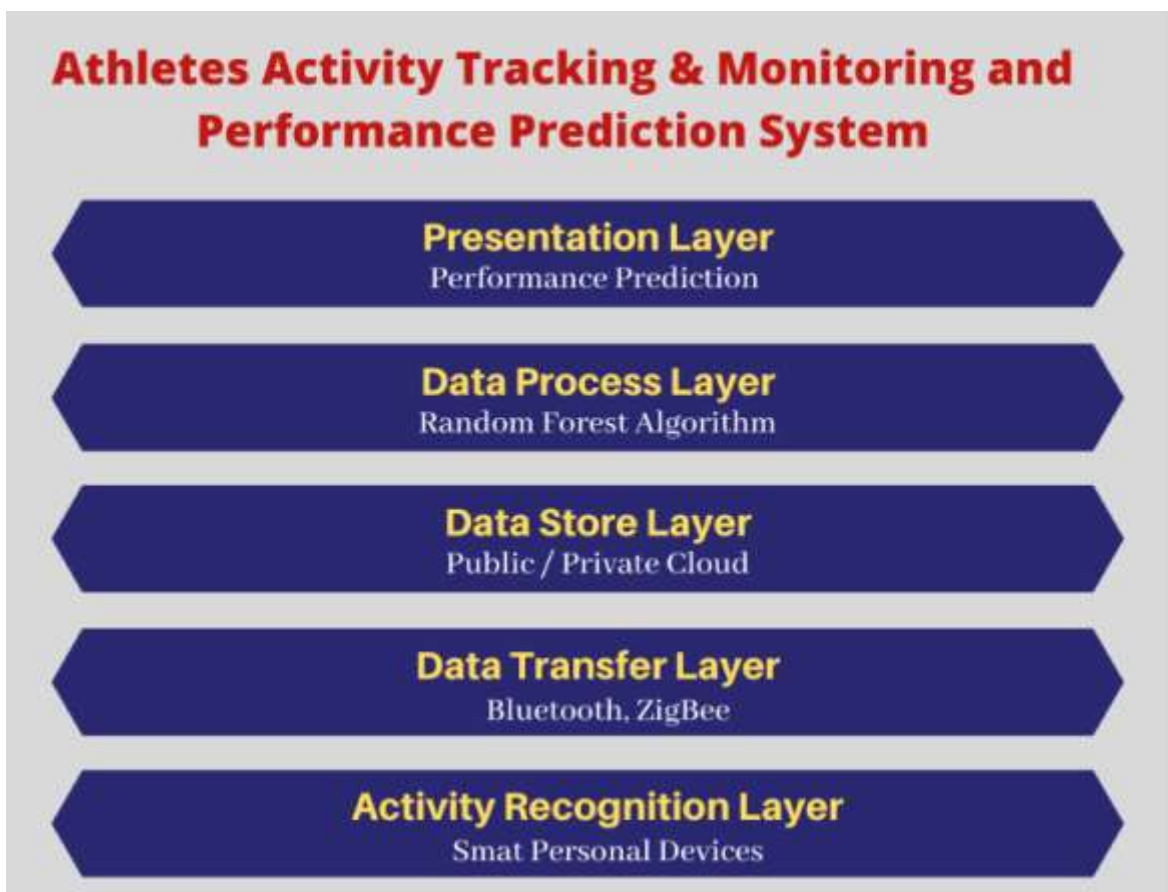 Athletes Activity Tracking & Monitoring and
Performance Prediction System
Presentation Layer
Performance Prediction
Data Process Layer
Random Forest Algorithm
Data Store Layer
Public / Private Cloud
Data Transfer Layer
Bluetooth, ZigBee
Activity Recognition Layer
Smat Personal Devices